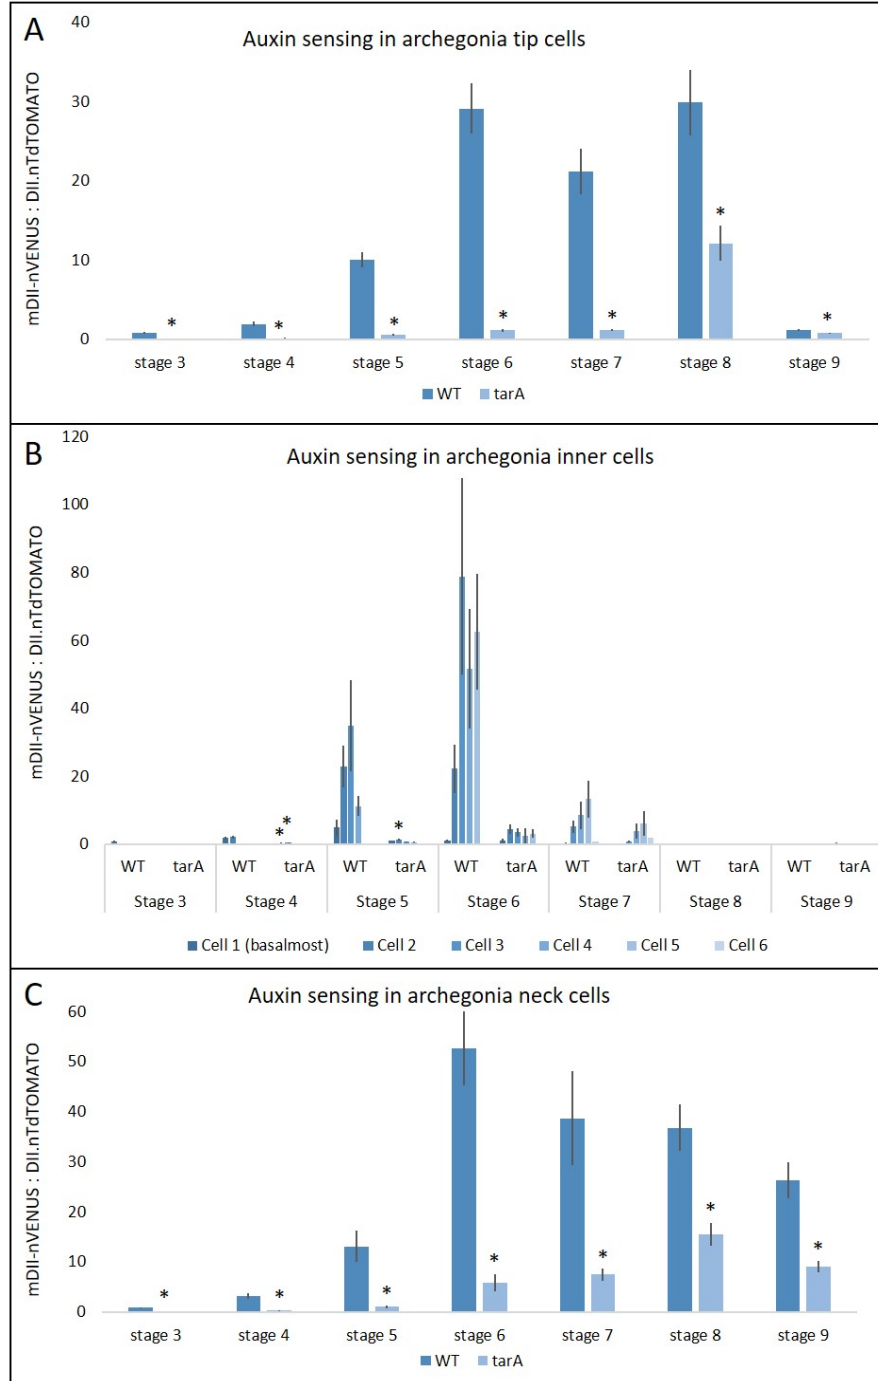 A
Auxin sensing in archegonia tip cells
mDII-nVENUS : DII.nTdTOMATO
40
30
20
10
0
* * * * * * *
stage 3 stage 4 stage 5 stage 6 stage 7 stage 8 stage 9
WT tarA
B
Auxin sensing in archegonia inner cells
mDII-nVENUS : DII.nTdTOMATO
120
100
80
60
40
20
0
* * *
WT tarA WT tarA WT tarA WT tarA WT tarA WT tarA WT tarA
Stage 3 Stage 4 Stage 5 Stage 6 Stage 7 Stage 8 Stage 9
Cell 1 (basalmost) Cell 2 Cell 3 Cell 4 Cell 5 Cell 6
C
Auxin sensing in archegonia neck cells
mDII-nVENUS : DII.nTdTOMATO
60
50
40
30
20
10
0
* * * * * * *
stage 3 stage 4 stage 5 stage 6 stage 7 stage 8 stage 9
WT tarA